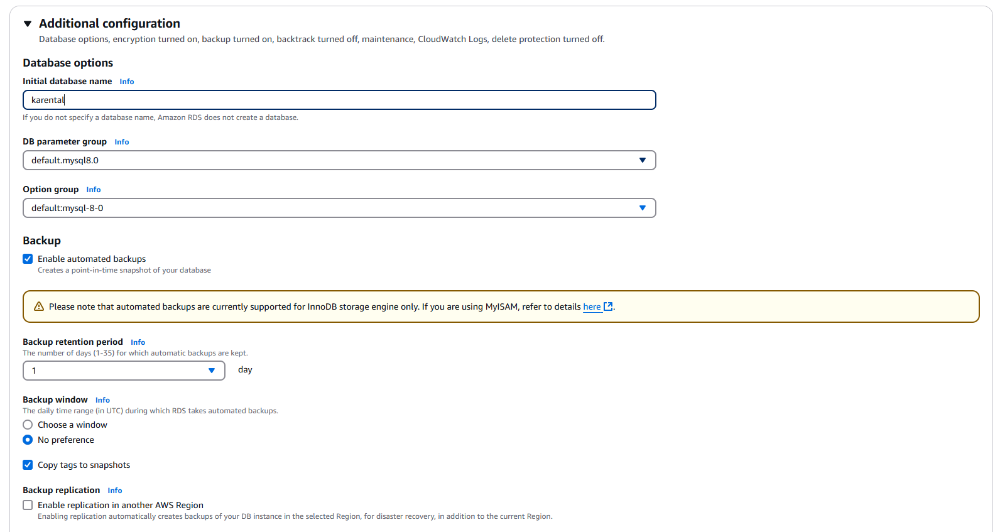 Additional configuration
Database options, encryption turned on, backup turned on, backtrack turned off, maintenance, CloudWatch Logs, delete protection turned off.
Database options
Initial database name Info
karental
If you do not specify a database name, Amazon RDS does not create a database.
DB parameter group Info
default.mysql8.0
Option group Info
default:mysql-8-0
Backup
Enable automated backups
Creates a point-in-time snapshot of your database
Please note that automated backups are currently supported for InnoDB storage engine only. If you are using MyISAM, refer to details here.
Backup retention period Info
The number of days (1-35) for which automatic backups are kept.
1 day
Backup window Info
The daily time range (in UTC) during which RDS takes automated backups.
Choose a window
No preference
Copy tags to snapshots
Backup replication Info
Enable replication in another AWS Region
Enabling replication automatically creates backups of your DB instance in the selected Region, for disaster recovery, in addition to the current Region.